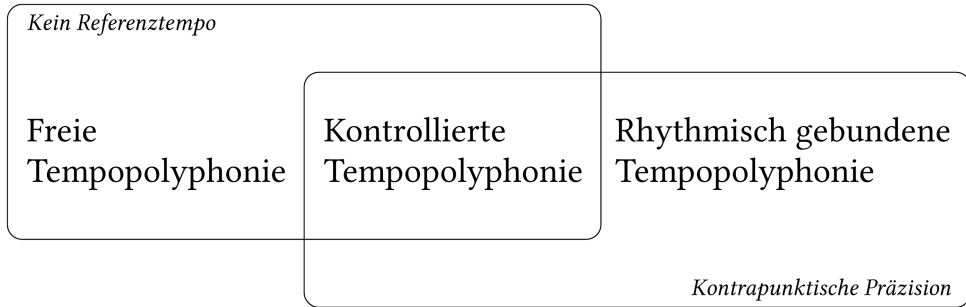 Kein Referenztempo
Freie
Tempopolyphonie
Kontrollierte
Tempopolyphonie
Rhythmisch gebundene
Tempopolyphonie
Kontrapunktische Präzision